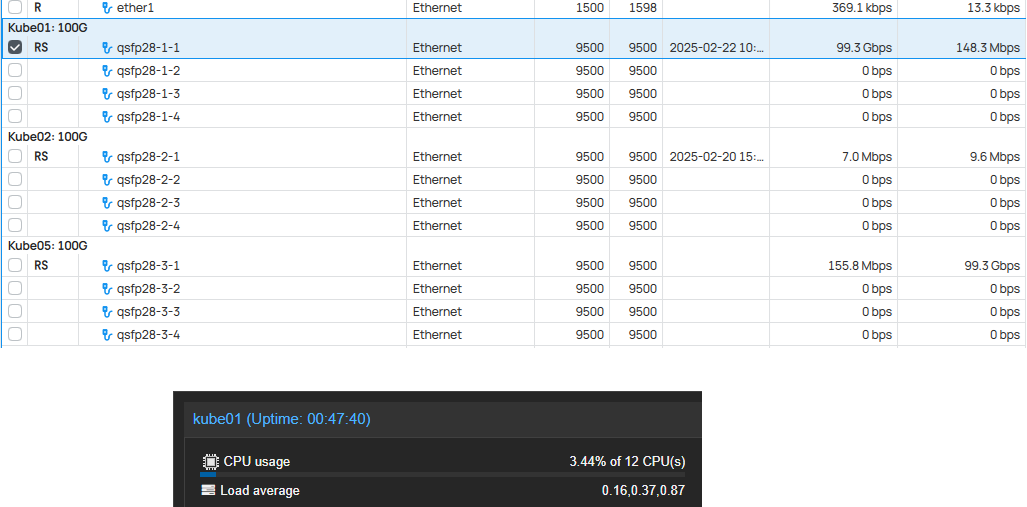 R ether1 Ethernet 1500 1598 369.1 kbps 13.3 kbps
Kube01: 100G
RS qsfp28-1-1 Ethernet 9500 9500 2025-02-22 10:... 99.3 Gbps 148.3 Mbps
qsfp28-1-2 Ethernet 9500 9500 0 bps 0 bps
qsfp28-1-3 Ethernet 9500 9500 0 bps 0 bps
qsfp28-1-4 Ethernet 9500 9500 0 bps 0 bps
Kube02: 100G
RS qsfp28-2-1 Ethernet 9500 9500 2025-02-20 15:... 7.0 Mbps 9.6 Mbps
qsfp28-2-2 Ethernet 9500 9500 0 bps 0 bps
qsfp28-2-3 Ethernet 9500 9500 0 bps 0 bps
qsfp28-2-4 Ethernet 9500 9500 0 bps 0 bps
Kube05: 100G
RS qsfp28-3-1 Ethernet 9500 9500 155.8 Mbps 99.3 Gbps
qsfp28-3-2 Ethernet 9500 9500 0 bps 0 bps
qsfp28-3-3 Ethernet 9500 9500 0 bps 0 bps
qsfp28-3-4 Ethernet 9500 9500 0 bps 0 bps
kube01 (Uptime: 00:47:40)
CPU usage 3.44% of 12 CPU(s)
Load average 0.16,0.37,0.87